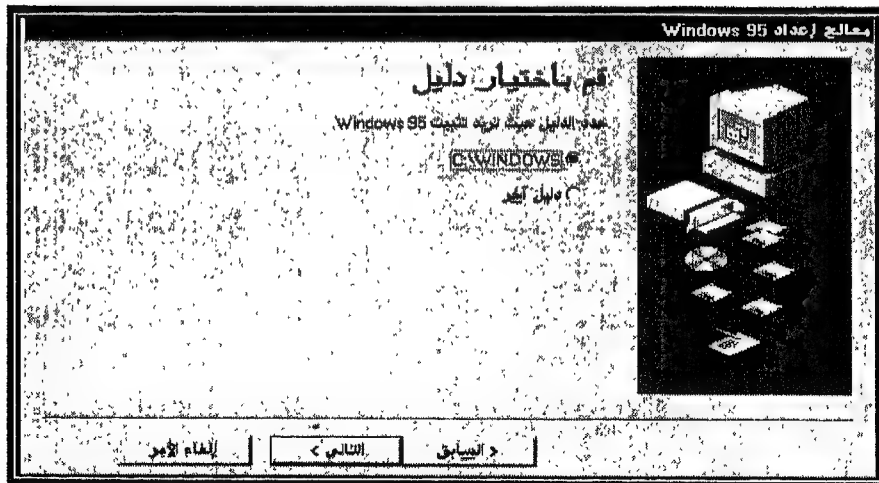 معالج إعداد Windows 95
قم باختيار دليل
حدد الدليل حيث تريد تثبيت Windows 95
C:\WINDOWS
دليل آخر
< السابق
التالي >
إلغاء الأمر